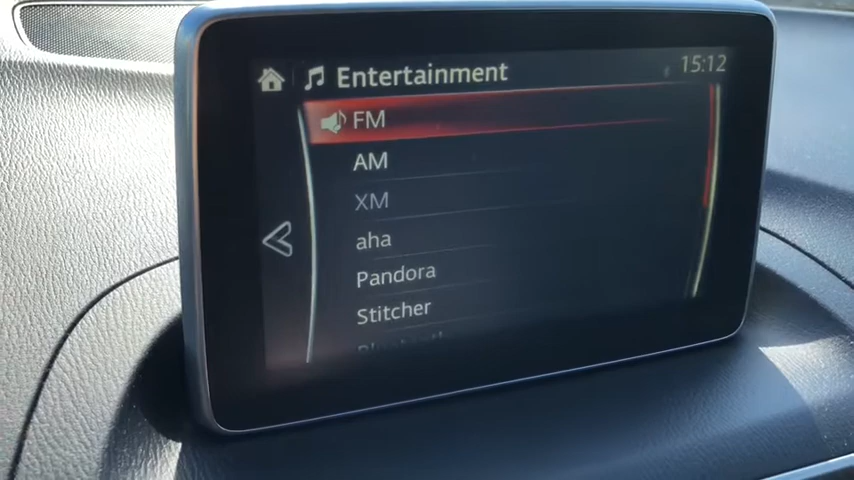 Entertainment
15:12
FM
AM
XM
aha
Pandora
Stitcher